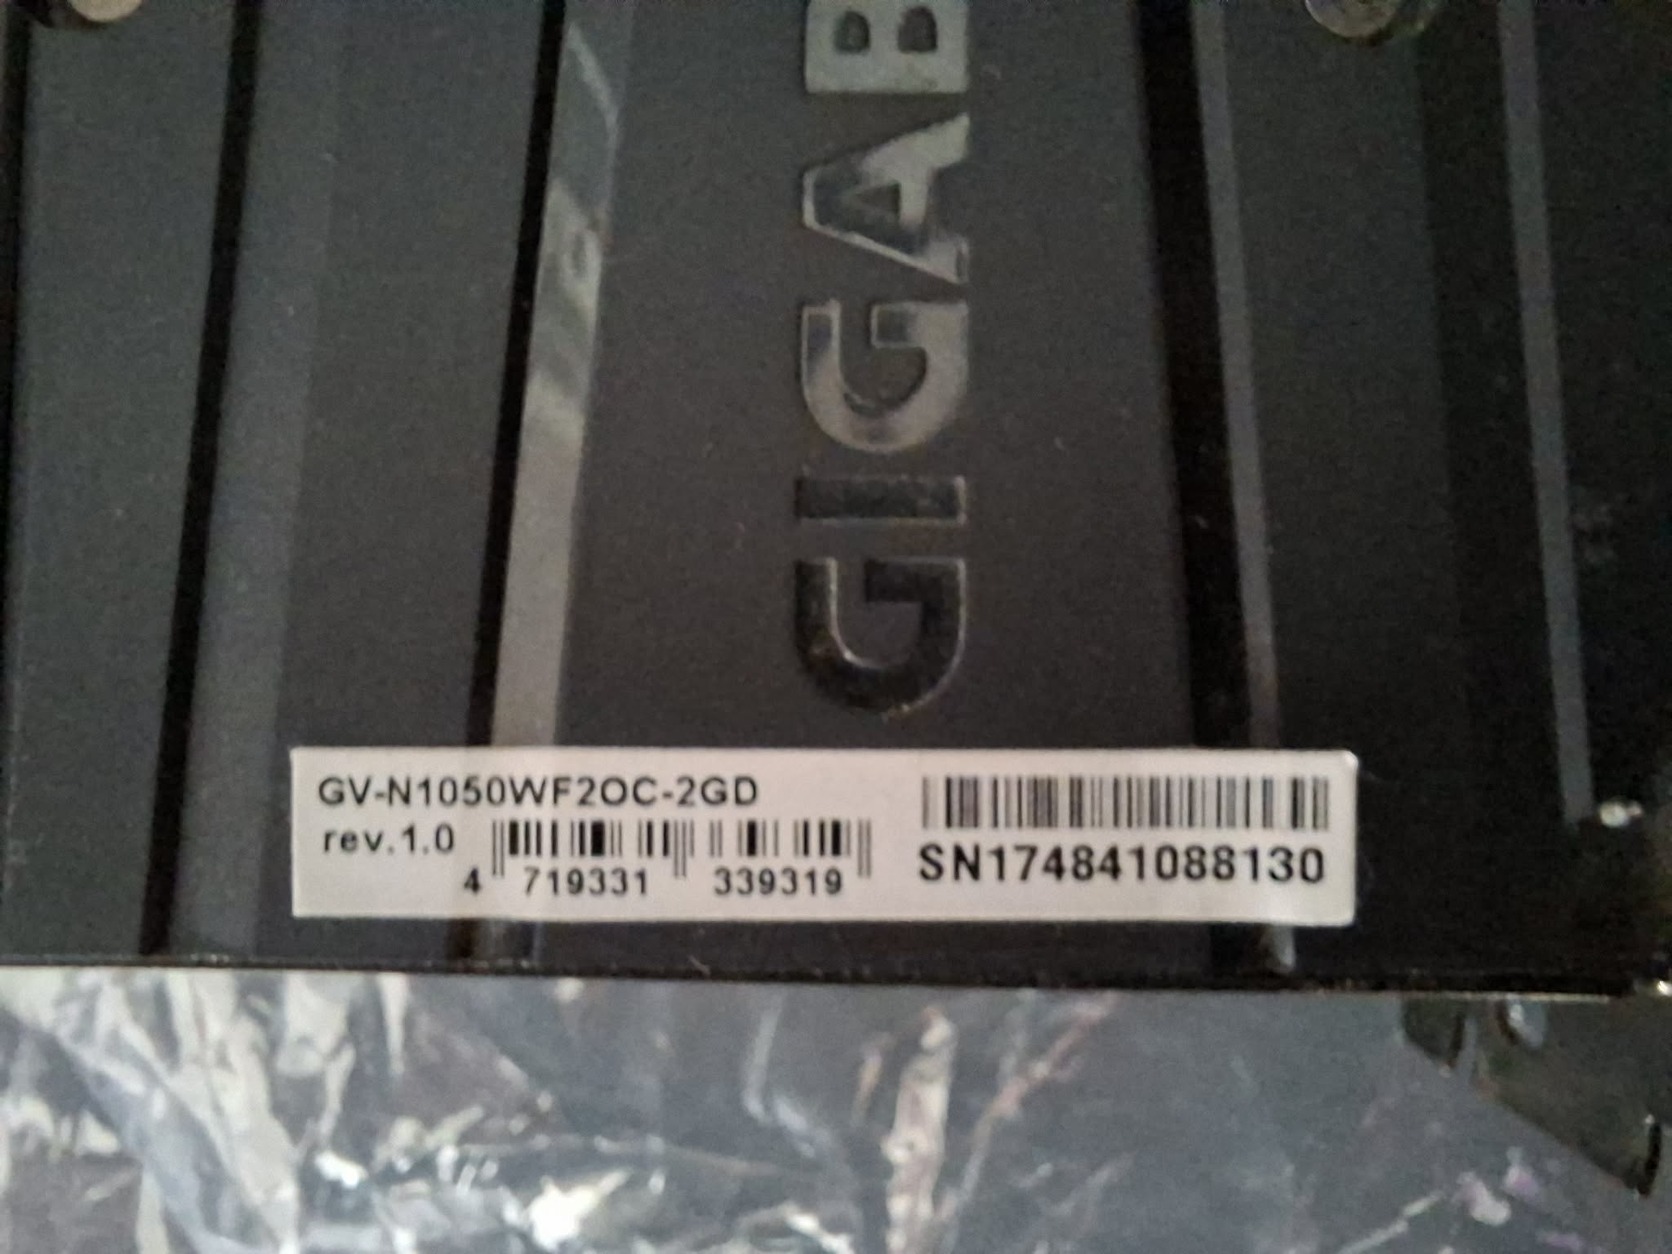 GIGAB
GV-N1050WF2OC-2GD
rev.1.0
4 719331 339319
SN174841088130